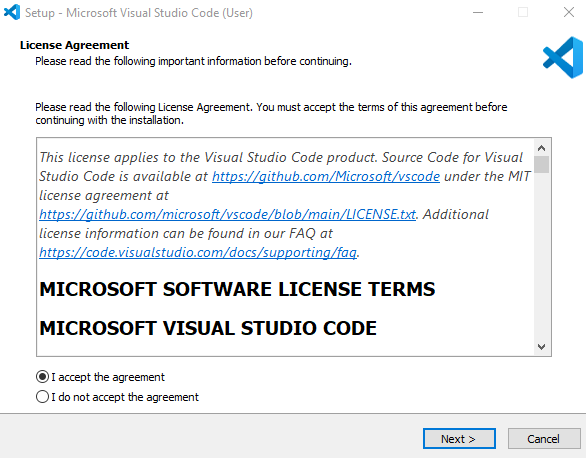 Setup - Microsoft Visual Studio Code (User)
License Agreement
Please read the following important information before continuing.
Please read the following License Agreement. You must accept the terms of this agreement before
continuing with the installation.
This license applies to the Visual Studio Code product. Source Code for Visual
Studio Code is available at https://github.com/Microsoft/vscode under the MIT
license agreement at
https://github.com/microsoft/vscode/blob/main/LICENSE.txt. Additional
license information can be found in our FAQ at
https://code.visualstudio.com/docs/supporting/faq.
MICROSOFT SOFTWARE LICENSE TERMS
MICROSOFT VISUAL STUDIO CODE
I accept the agreement
I do not accept the agreement
Next >
Cancel